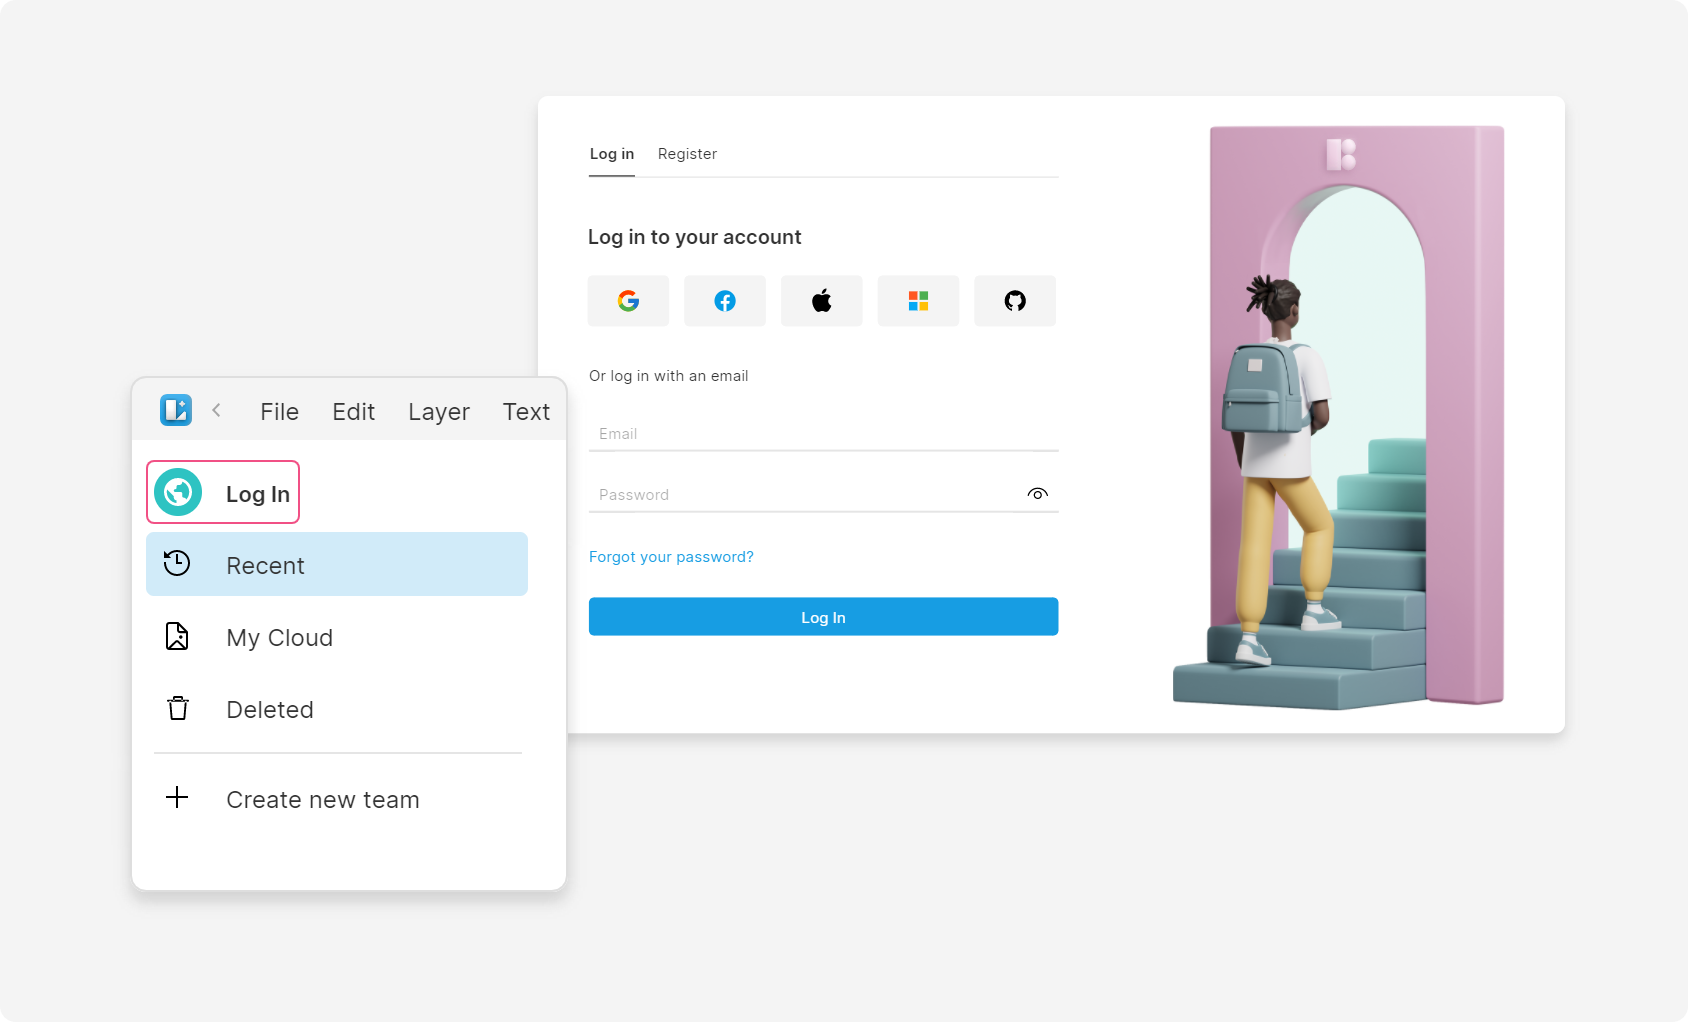 Log in Register
Log in to your account
Or log in with an email
Email
Password
Forgot your password?
Log In
File Edit Layer Text
Log In
Recent
My Cloud
Deleted
Create new team